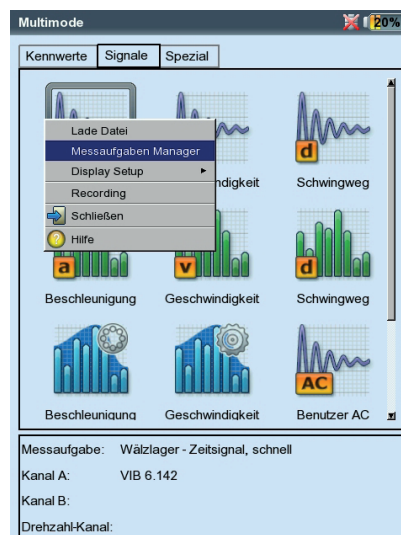 Multimode
20%
Kennwerte Signale Spezial
Lade Datei
Messaufgaben Manager
Display Setup
Recording
Schließen
? Hilfe
ndigkeit Schwingweg
d
a v d
Beschleunigung Geschwindigkeit Schwingweg
AC
Beschleunigung Geschwindigkeit Benutzer AC
Messaufgabe: Wälzlager - Zeitsignal, schnell
Kanal A: VIB 6.142
Kanal B:
Drehzahl-Kanal: